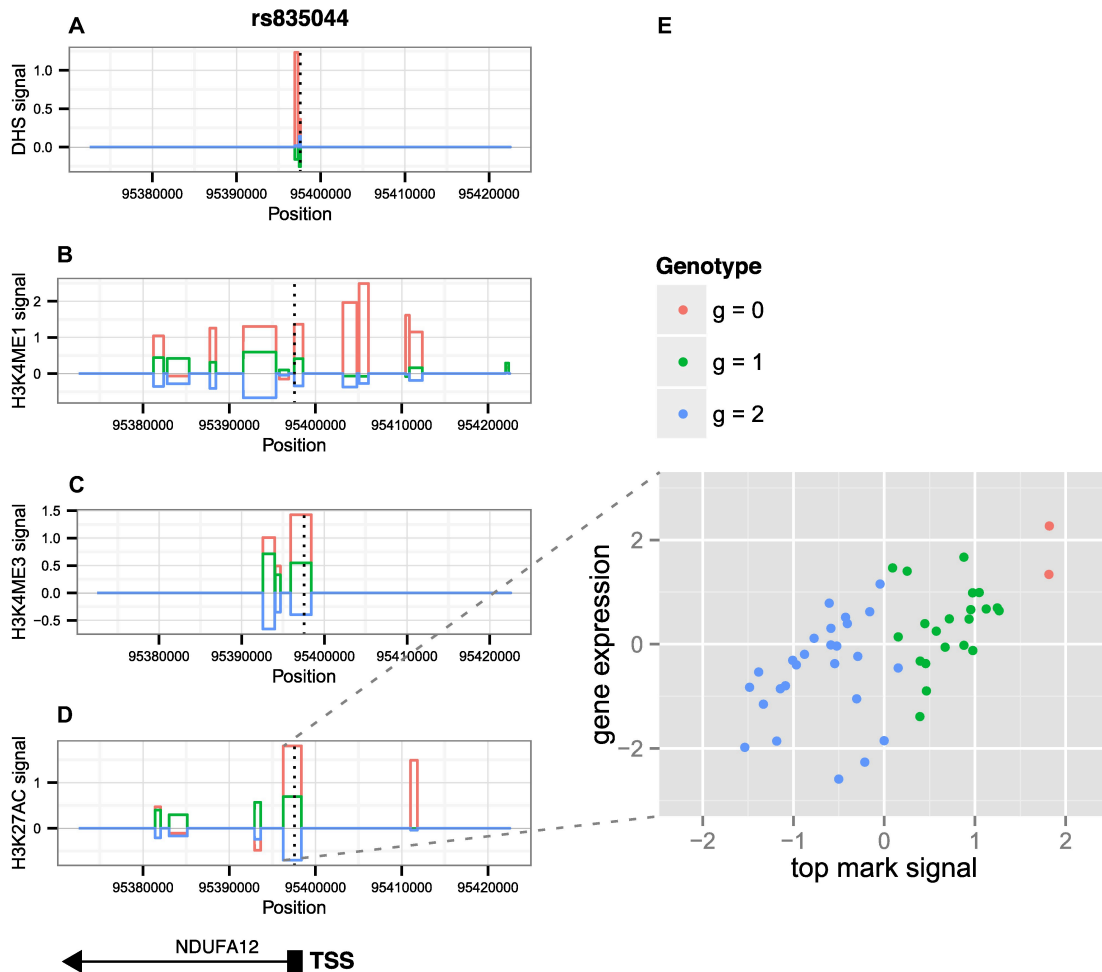 A
rs835044
E
DHS signal
1.0
0.5
0.0
95380000 95390000 95400000 95410000 95420000
Position
B
H3K4ME1 signal
2
1
0
95380000 95390000 95400000 95410000 95420000
Position
Genotype
g = 0
g = 1
g = 2
C
H3K4ME3 signal
1.5
1.0
0.5
0.0
−0.5
95380000 95390000 95400000 95410000 95420000
Position
D
H3K27AC signal
1
0
95380000 95390000 95400000 95410000 95420000
Position
gene expression
2
0
−2
−2 −1 0 1 2
top mark signal
NDUFA12
TSS